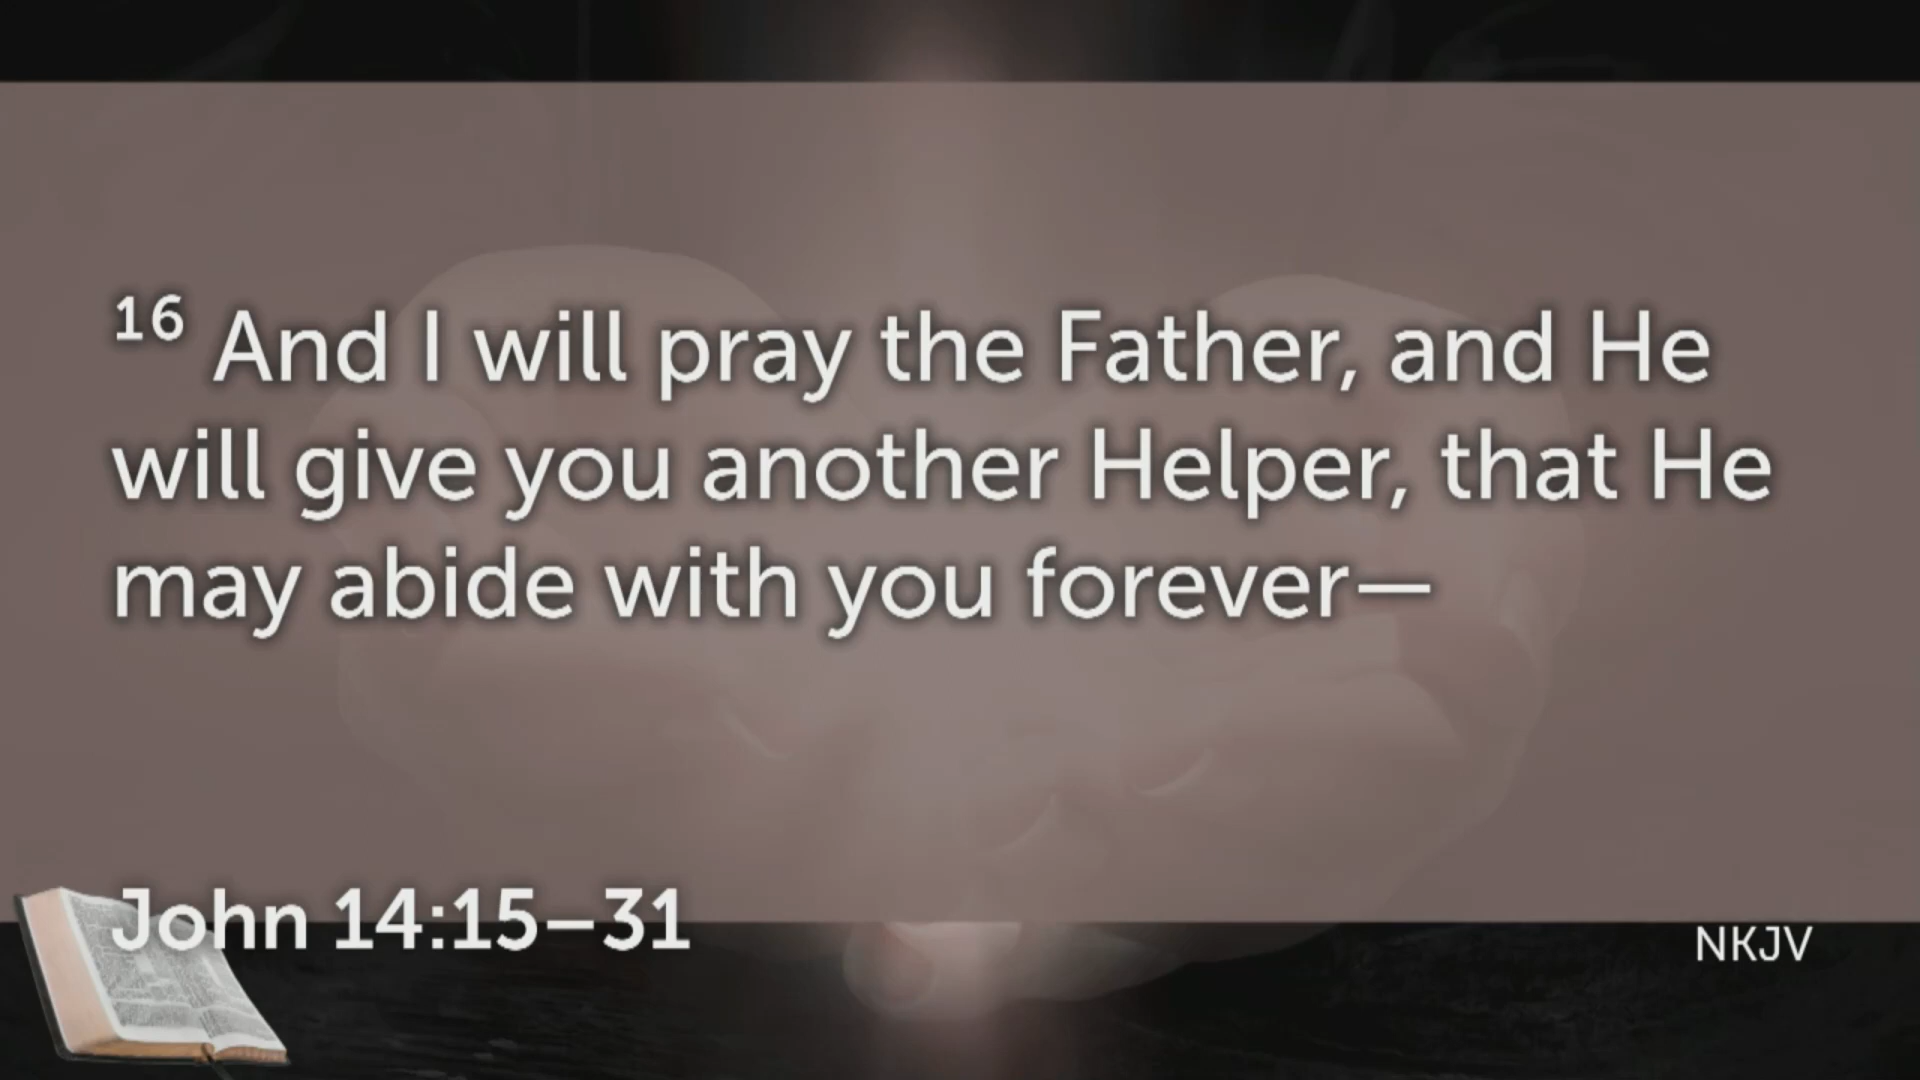 16 And I will pray the Father, and He
will give you another Helper, that He
may abide with you forever—
John 14:15–31
NKJV